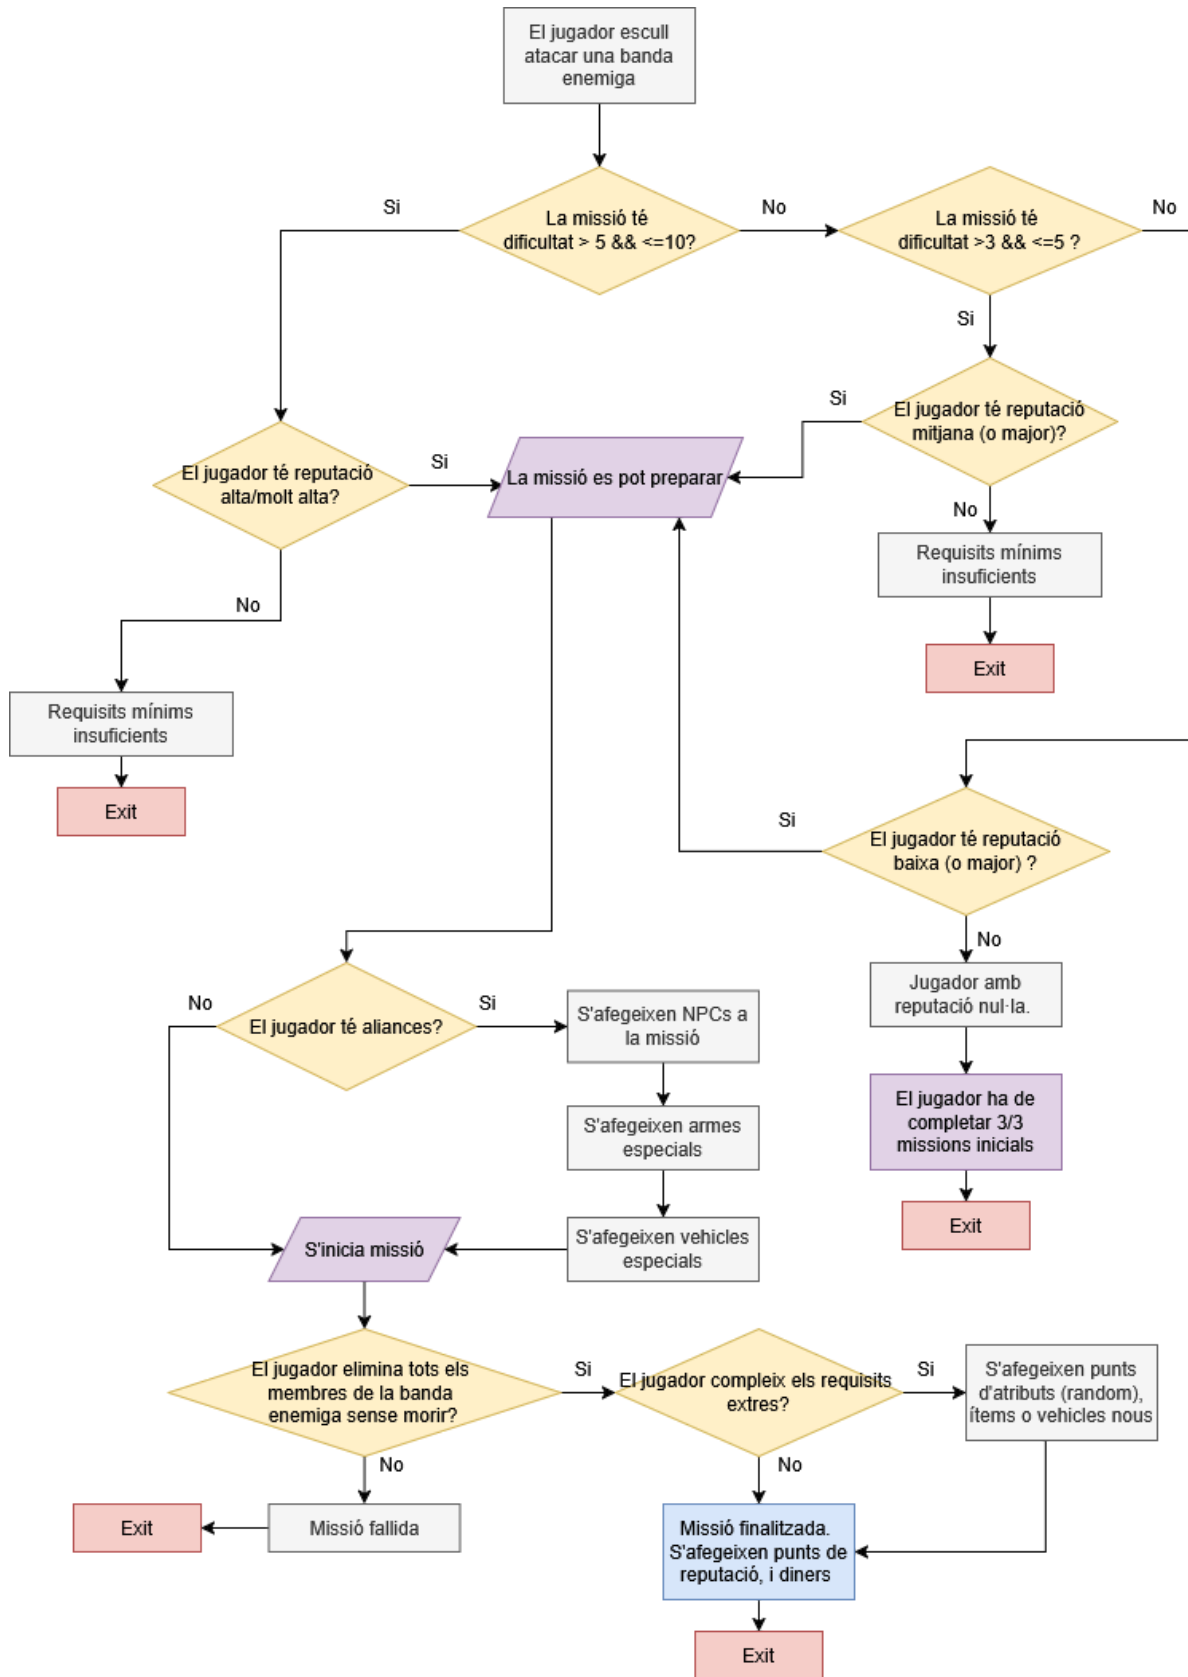 El jugador escull
atacar una banda
enemiga
Si
La missió té
dificultat > 5 && <=10?
No
La missió té
dificultat >3 && <=5 ?
No
Si
El jugador té reputació
mitjana (o major)?
Si
El jugador té reputació
alta/molt alta?
Si
La missió es pot preparar
No
Requisits mínims
insuficients
Exit
No
Requisits mínims
insuficients
Exit
Si
El jugador té reputació
baixa (o major) ?
No
Jugador amb
reputació nul·la.
El jugador ha de
completar 3/3
missions inicials
Exit
No
El jugador té aliances?
Si
S'afegeixen NPCs a
la missió
S'afegeixen armes
especials
S'afegeixen vehicles
especials
S'inicia missió
El jugador elimina tots els
membres de la banda
enemiga sense morir?
Si
El jugador compleix els requisits
extres?
Si
S'afegeixen punts
d'atributs (random),
ítems o vehicles nous
No
Missió fallida
Exit
No
Missió finalitzada.
S'afegeixen punts de
reputació, i diners
Exit